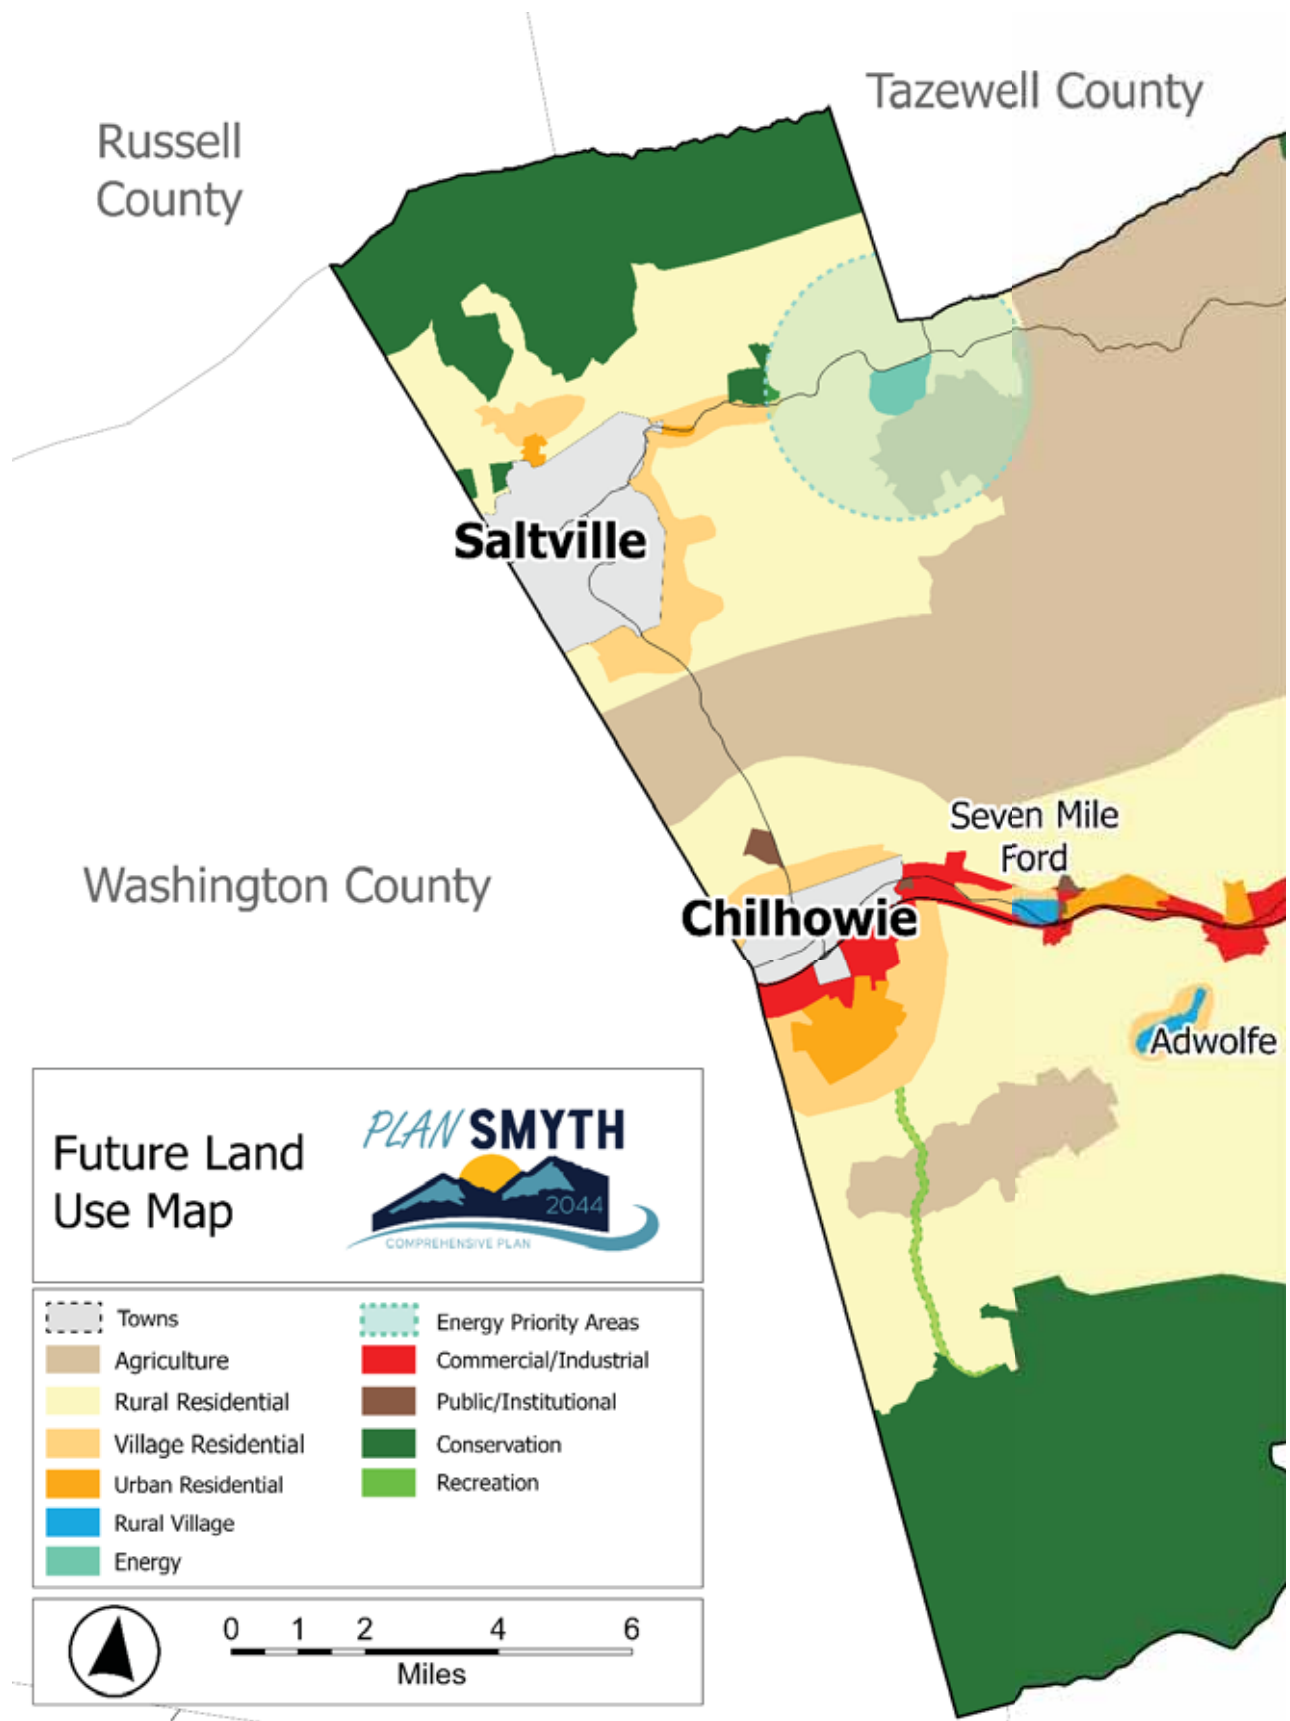 Tazewell County
Russell
County
Saltville
Seven Mile
Ford
Washington County
Chilhowie
Adwolfe
Future Land
Use Map
PLAN SMYTH
2044
COMPREHENSIVE PLAN
Towns
Agriculture
Rural Residential
Village Residential
Urban Residential
Rural Village
Energy
Energy Priority Areas
Commercial/Industrial
Public/Institutional
Conservation
Recreation
0 1 2 4 6
Miles